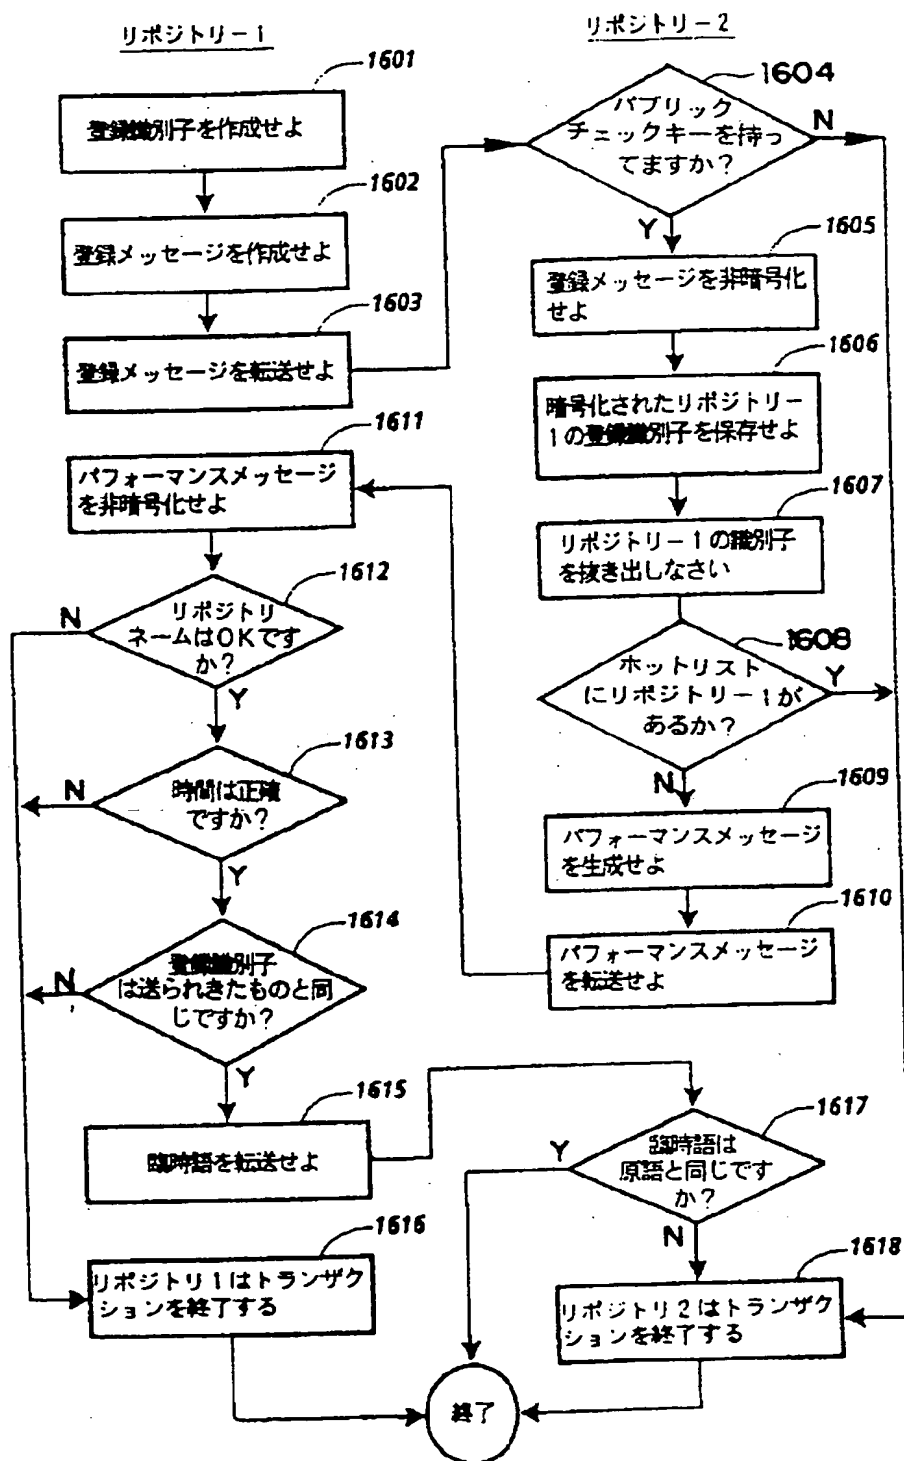 リポジトリー1
1601
登録識別子を作成せよ
1602
登録メッセージを作成せよ
1603
登録メッセージを転送せよ
1611
パフォーマンスメッセージ
を非暗号化せよ
1612
リポジトリ
ネームはOKです
か?
N
Y
1613
時間は正確
ですか?
N
Y
1614
登録識別子
は送られきたものと同
じですか?
N
Y
1615
臨時語を転送せよ
1616
リポジトリ1はトランザク
ションを終了する
リポジトリー2
1604
パブリック
チェックキーを持っ
てますか?
N
Y
1605
登録メッセージを非暗号化
せよ
1606
暗号化されたリポジトリー
1の登録識別子を保存せよ
1607
リポジトリー1の識別子
を抜き出しなさい
1608
ホットリスト
にリポジトリー1が
あるか?
Y
N
1609
パフォーマンスメッセージ
を生成せよ
1610
パフォーマンスメッセージ
を転送せよ
1617
臨時語は
原語と同じです
か?
Y
N
1618
リポジトリ2はトランザク
ションを終了する
終了